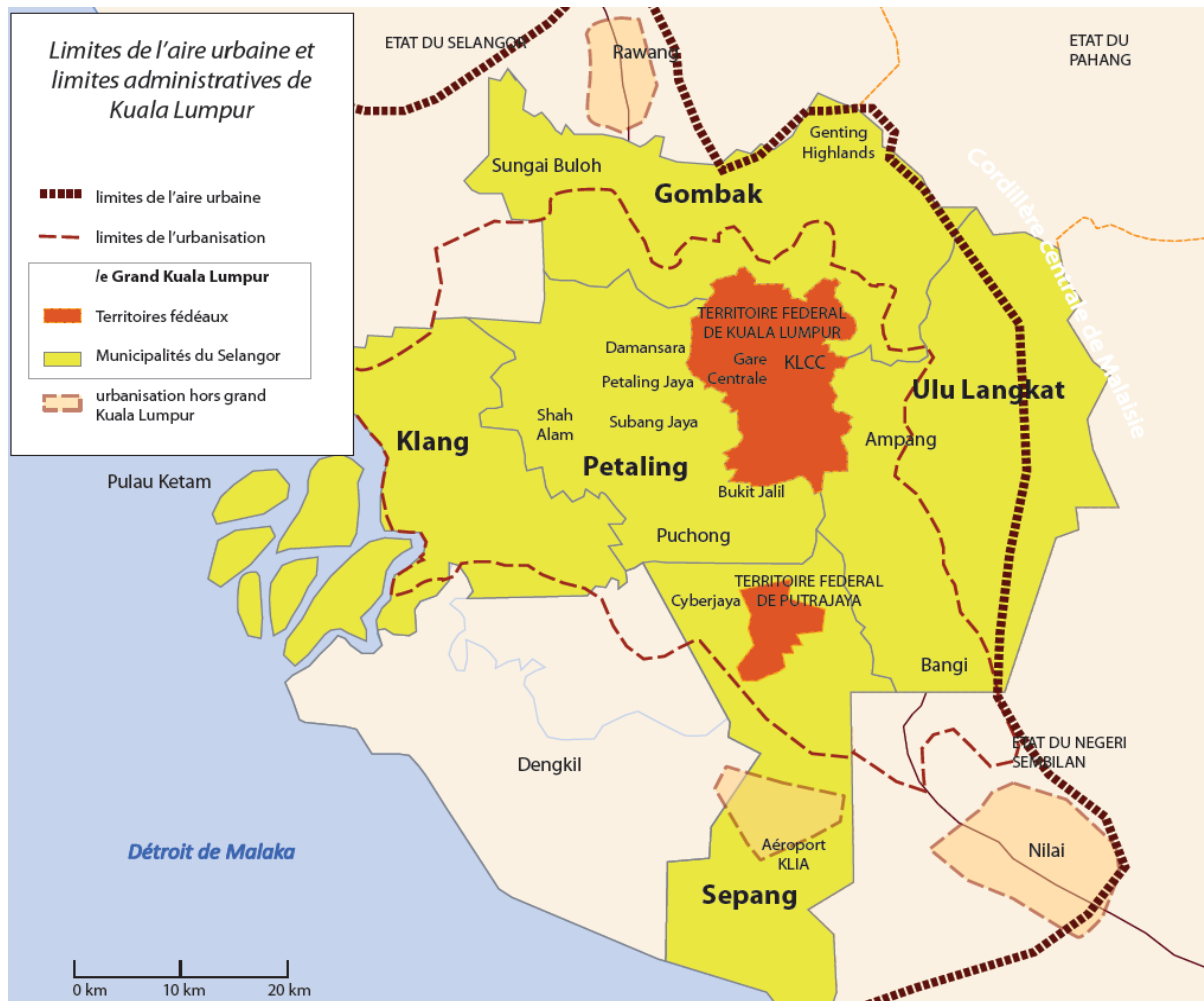 Limites de l'aire urbaine et
limites administratives de
Kuala Lumpur
limites de l'aire urbaine
limites de l'urbanisation
le Grand Kuala Lumpur
Territoires fédéaux
Municipalités du Selangor
urbanisation hors grand
Kuala Lumpur
ETAT DU SELANGOR
Rawang
ETAT DU
PAHANG
Genting
Highlands
Sungai Buloh
Gombak
Cordillère centrale de Malaisie
TERRITOIRE FEDERAL
DE KUALA LUMPUR
Damansara
Gare
Centrale
KLCC
Petaling Jaya
Ulu Langkat
Shah
Alam
Subang Jaya
Klang
Ampang
Petaling
Pulau Ketam
Bukit Jalil
Puchong
TERRITOIRE FEDERAL
DE PUTRAJAYA
Cyberjaya
Bangi
ETAT DU NEGERI
SEMBILAN
Dengkil
Détroit de Malaka
Aéroport
KLIA
Nilai
Sepang
0 km
10 km
20 km